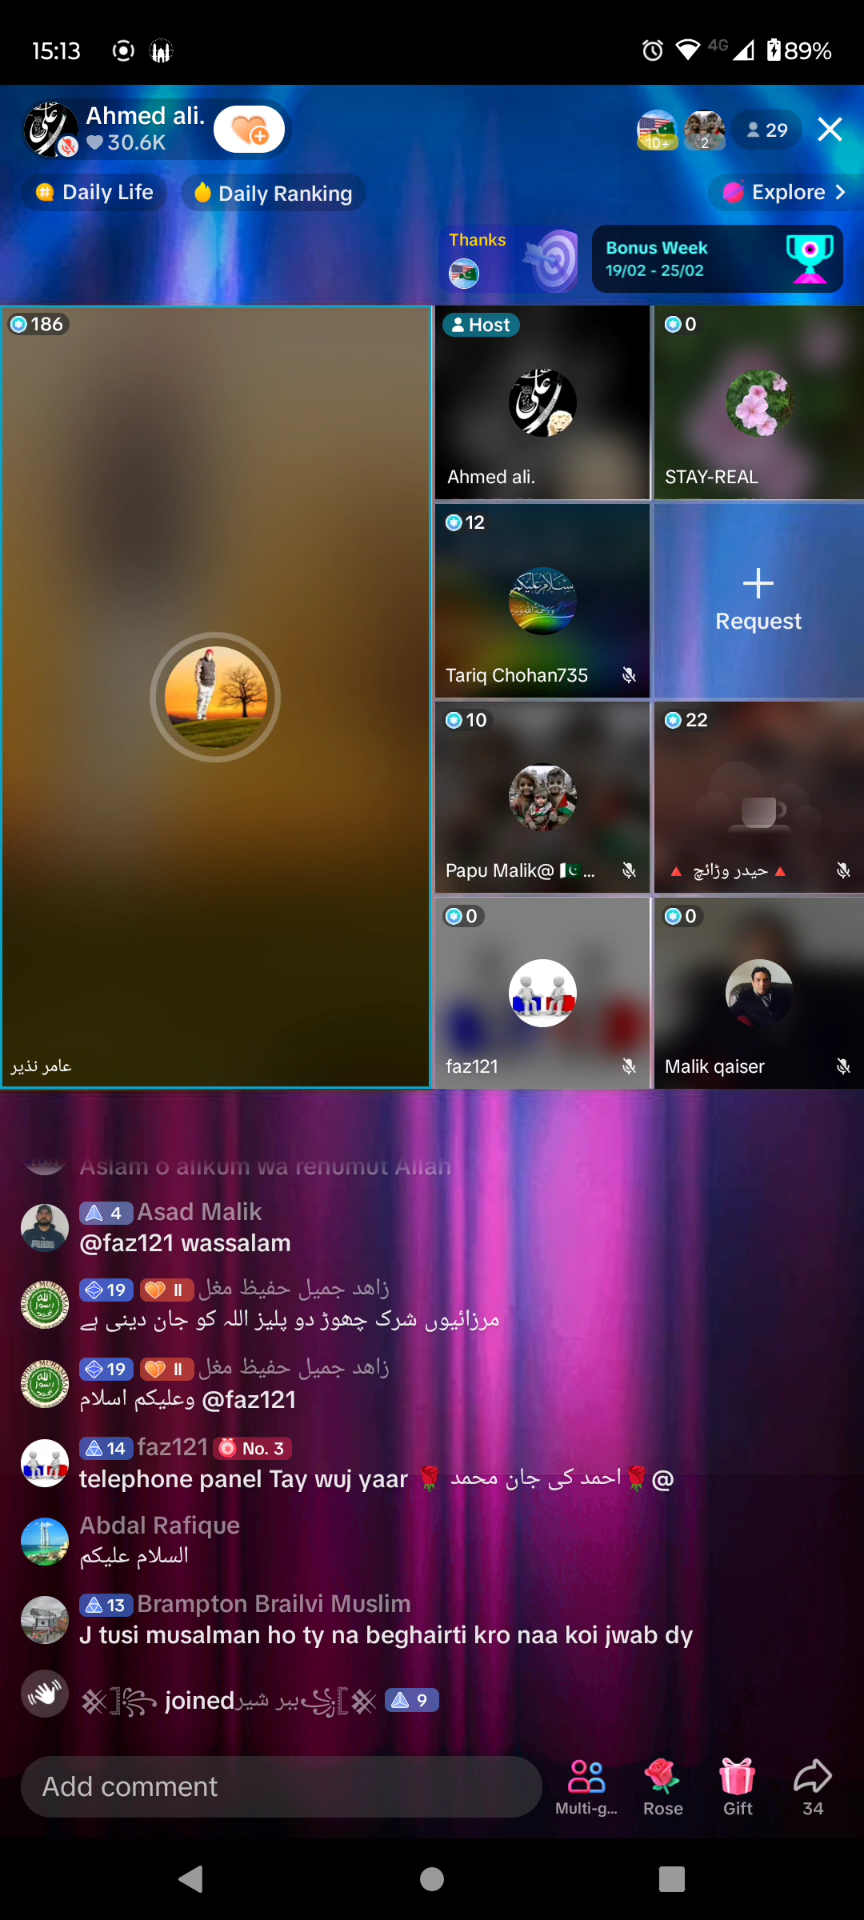 15:13
4G
89%
Ahmed ali.
30.6K
10+
2
29
Daily Life
Daily Ranking
Explore
Thanks
Bonus Week
19/02 - 25/02
186
Host
Ahmed ali.
0
STAY-REAL
12
Tariq Chohan735
Request
10
Papu Malik@ 🇵🇰...
22
🔺 حیدر وڑائچ 🔺
عامر نذیر
0
faz121
0
Malik qaiser
Aslam o alikum wa rehumut Allah
4 Asad Malik
@faz121 wassalam
19 II زاھد جمیل حفیظ مغل
مرزائیوں شرک چھوڑ دو پلیز اللہ کو جان دینی ہے
19 II زاھد جمیل حفیظ مغل
وعلیکم اسلام @faz121
14 faz121 No. 3
telephone panel Tay wuj yaar 🌹 احمد کی جان محمد🌹@
Abdal Rafique
السلام علیکم
13 Brampton Brailvi Muslim
J tusi musalman ho ty na beghairti kro naa koi jwab dy
joined ببر شیر 9
Add comment
Multi-g...
Rose
Gift
34